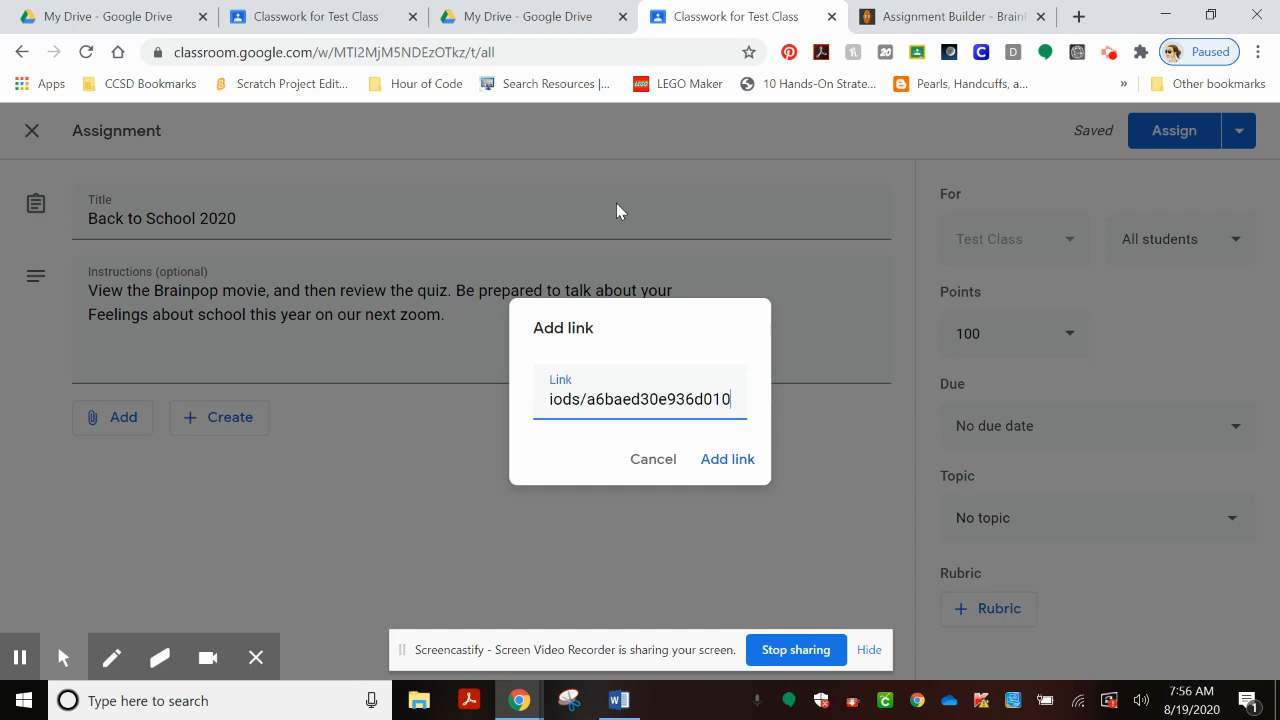 My Drive - Google Drive
Classwork for Test Class
My Drive - Google Drive
Classwork for Test Class
Assignment Builder - Brain
classroom.google.com/w/MTI2MjM5NDEzOTkz/t/all
20
C
D
Paused
Apps
CCSD Bookmarks
Scratch Project Edit...
Hour of Code
Search Resources |...
LEGO Maker
10 Hands-On Strate...
Pearls, Handcuffs, a...
»
Other bookmarks
Assignment
Saved
Assign
Title
Back to School 2020
Instructions (optional)
View the Brainpop movie, and then review the quiz. Be prepared to talk about your
Feelings about school this year on our next zoom.
Add
Create
Add link
Link
iods/a6baed30e936d010
Cancel
Add link
For
Test Class
All students
Points
100
Due
No due date
Topic
No topic
Rubric
Rubric
Screencastify - Screen Video Recorder is sharing your screen.
Stop sharing
Hide
Type here to search
7:56 AM
8/19/2020
1